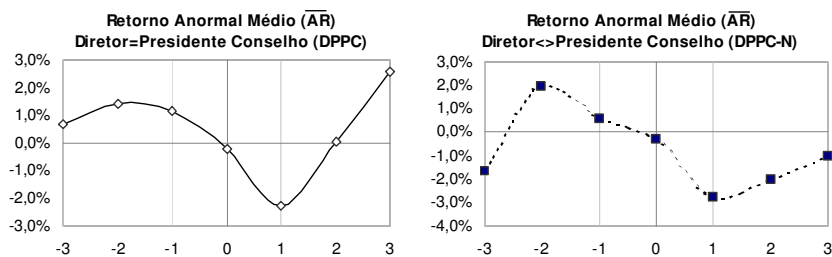 Retorno Anormal Médio (A̅R̅)
Diretor=Presidente Conselho (DPPC)
3,0%
2,0%
1,0%
0,0%
-1,0%
-2,0%
-3,0%
-3 -2 -1 0 1 2 3
Retorno Anormal Médio (A̅R̅)
Diretor<>Presidente Conselho (DPPC-N)
3,0%
2,0%
1,0%
0,0%
-1,0%
-2,0%
-3,0%
-4,0%
-3 -2 -1 0 1 2 3